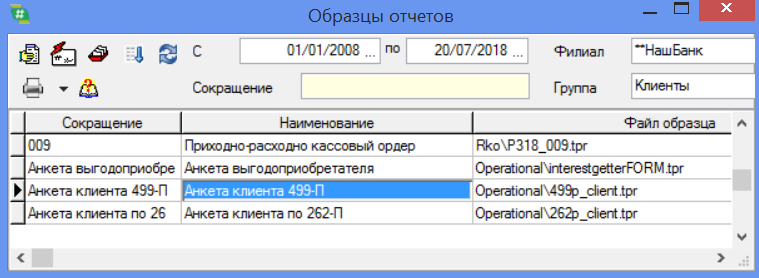 Образцы отчетов
С 01/01/2008 ... по 20/07/2018 ... Филиал **НашБанк
Сокращение Группа Клиенты
Сокращение Наименование Файл образца
009 Приходно-расходно кассовый ордер Rko\P318_009.tpr
Анкета выгодоприобре Анкета выгодоприобретателя Operational\interestgetterFORM.tpr
Анкета клиента 499-П Анкета клиента 499-П Operational\499p_client.tpr
Анкета клиента по 26 Анкета клиента по 262-П Operational\262p_client.tpr